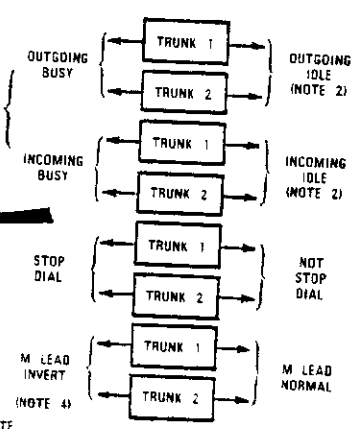 TRUNK 1
OUTGOING
BUSY
OUTGOING
IDLE
(NOTE 2)
TRUNK 2
TRUNK 1
INCOMING
BUSY
INCOMING
IDLE
(NOTE 2)
TRUNK 2
TRUNK 1
STOP
DIAL
NOT
STOP
DIAL
TRUNK 2
TRUNK 1
M LEAD
INVERT
(NOTE 4)
M LEAD
NORMAL
TRUNK 2